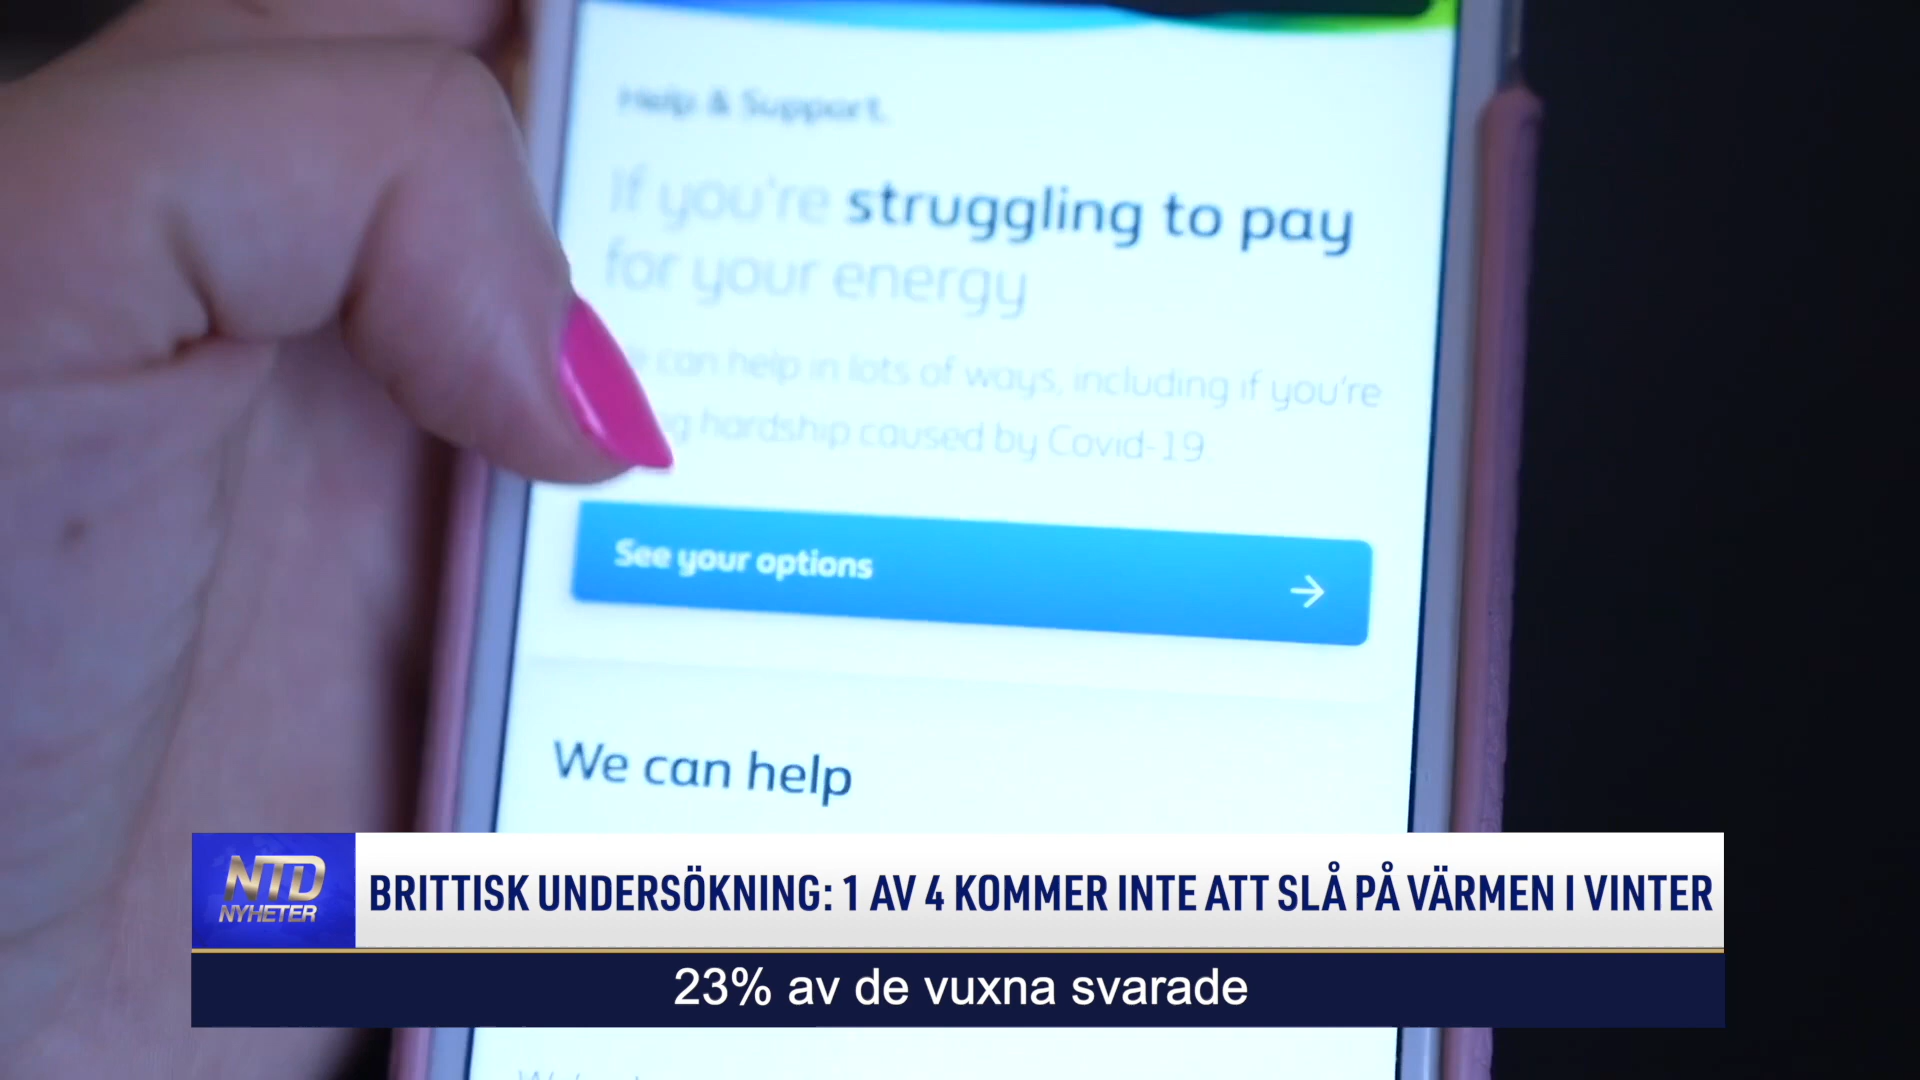 Help & Support.
If you're struggling to pay
for your energy
can help in lots of ways, including if you're
hardship caused by Covid-19.
See your options →
We can help
NTD
NYHETER
BRITTISK UNDERSÖKNING: 1 AV 4 KOMMER INTE ATT SLÅ PÅ VÄRMEN I VINTER
23% av de vuxna svarade